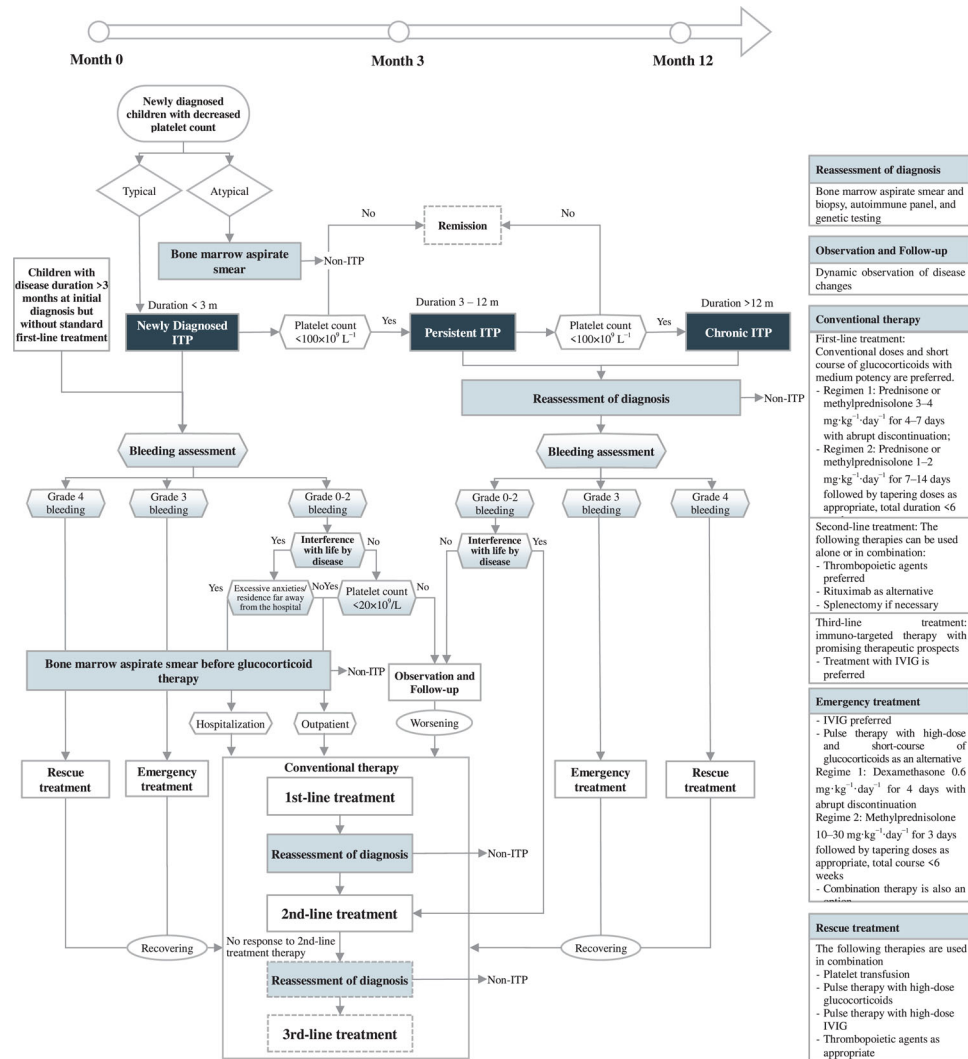 Month 0
Month 3
Month 12
Newly diagnosed
children with decreased
platelet count
Typical
Atypical
Bone marrow aspirate
smear
Non-ITP
No
Remission
No
Children with
disease duration >3
months at initial
diagnosis but
without standard
first-line treatment
Duration < 3 m
Newly Diagnosed
ITP
Platelet count
<100×10⁹ L⁻¹
Yes
Duration 3 – 12 m
Persistent ITP
Platelet count
<100×10⁹ L⁻¹
Yes
Duration >12 m
Chronic ITP
Reassessment of diagnosis
Non-ITP
Bleeding assessment
Bleeding assessment
Grade 4
bleeding
Grade 3
bleeding
Grade 0-2
bleeding
Grade 0-2
bleeding
Grade 3
bleeding
Grade 4
bleeding
Yes
Interference
with life by
disease
No
No
Interference
with life by
disease
Yes
Yes
Excessive anxieties/
residence far away
from the hospital
No
Yes
Platelet count
<20×10⁹/L
No
Bone marrow aspirate smear before glucocorticoid
therapy
Non-ITP
Observation and
Follow-up
Hospitalization
Outpatient
Worsening
Rescue
treatment
Emergency
treatment
Conventional therapy
1st-line treatment
Reassessment of diagnosis
Non-ITP
2nd-line treatment
No response to 2nd-line
treatment therapy
Reassessment of diagnosis
Non-ITP
3rd-line treatment
Recovering
Emergency
treatment
Rescue
treatment
Recovering
Reassessment of diagnosis
Bone marrow aspirate smear and
biopsy, autoimmune panel, and
genetic testing
Observation and Follow-up
Dynamic observation of disease
changes
Conventional therapy
First-line treatment:
Conventional doses and short
course of glucocorticoids with
medium potency are preferred.
- Regimen 1: Prednisone or
methylprednisolone 3–4
mg·kg⁻¹·day⁻¹ for 4–7 days
with abrupt discontinuation;
- Regimen 2: Prednisone or
methylprednisolone 1–2
mg·kg⁻¹·day⁻¹ for 7–14 days
followed by tapering doses as
appropriate, total duration <6
Second-line treatment: The
following therapies can be used
alone or in combination:
- Thrombopoietic agents
preferred
- Rituximab as alternative
- Splenectomy if necessary
Third-line treatment:
immuno-targeted therapy with
promising therapeutic prospects
- Treatment with IVIG is
preferred
Emergency treatment
- IVIG preferred
- Pulse therapy with high-dose
and short-course of
glucocorticoids as an alternative
Regime 1: Dexamethasone 0.6
mg·kg⁻¹·day⁻¹ for 4 days with
abrupt discontinuation
Regime 2: Methylprednisolone
10–30 mg·kg⁻¹·day⁻¹ for 3 days
followed by tapering doses as
appropriate, total course <6
weeks
- Combination therapy is also an
Rescue treatment
The following therapies are used
in combination
- Platelet transfusion
- Pulse therapy with high-dose
glucocorticoids
- Pulse therapy with high-dose
IVIG
- Thrombopoietic agents as
appropriate